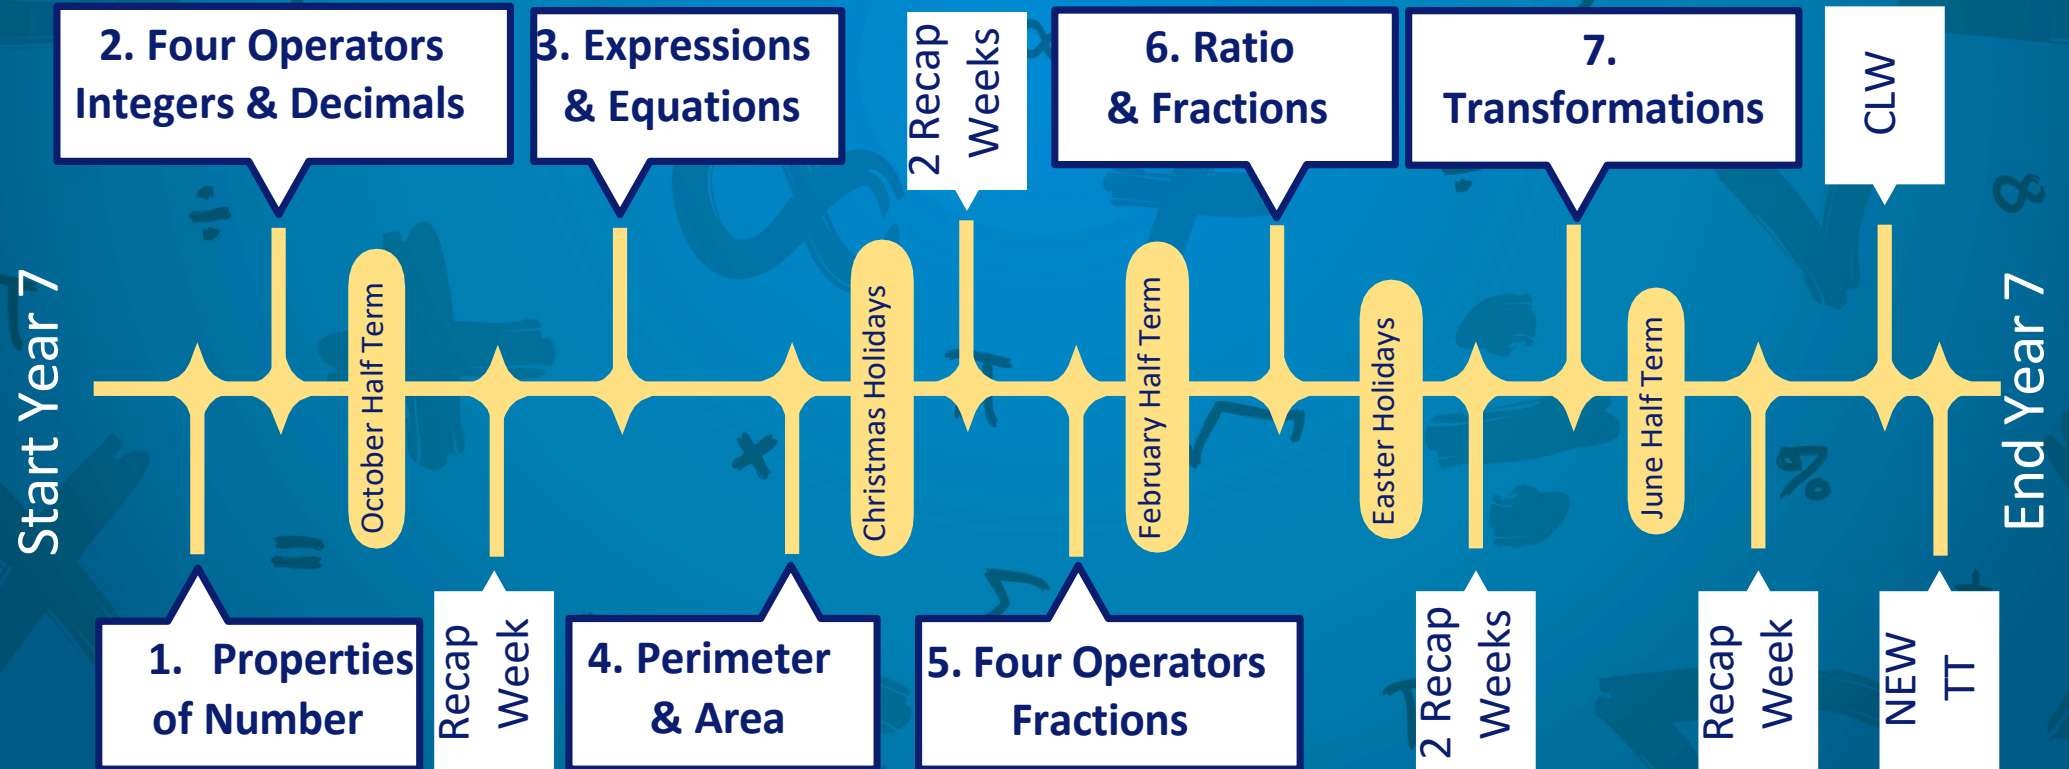 Start Year 7
1. Properties
of Number
2. Four Operators
Integers & Decimals
October Half Term
Recap
Week
3. Expressions
& Equations
4. Perimeter
& Area
Christmas Holidays
2 Recap
Weeks
5. Four Operators
Fractions
February Half Term
6. Ratio
& Fractions
Easter Holidays
2 Recap
Weeks
7.
Transformations
June Half Term
Recap
Week
CLW
NEW
TT
End Year 7